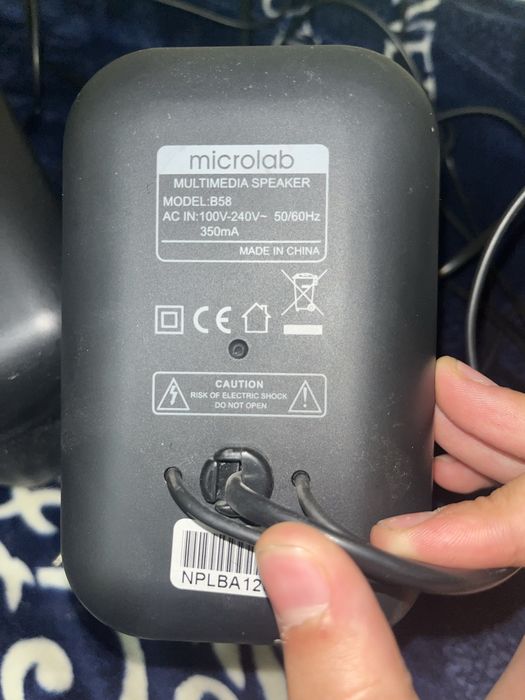 microlab
MULTIMEDIA SPEAKER
MODEL:B58
AC IN:100V-240V~ 50/60Hz
350mA
MADE IN CHINA
CE
CAUTION
RISK OF ELECTRIC SHOCK
DO NOT OPEN
NPLBA12